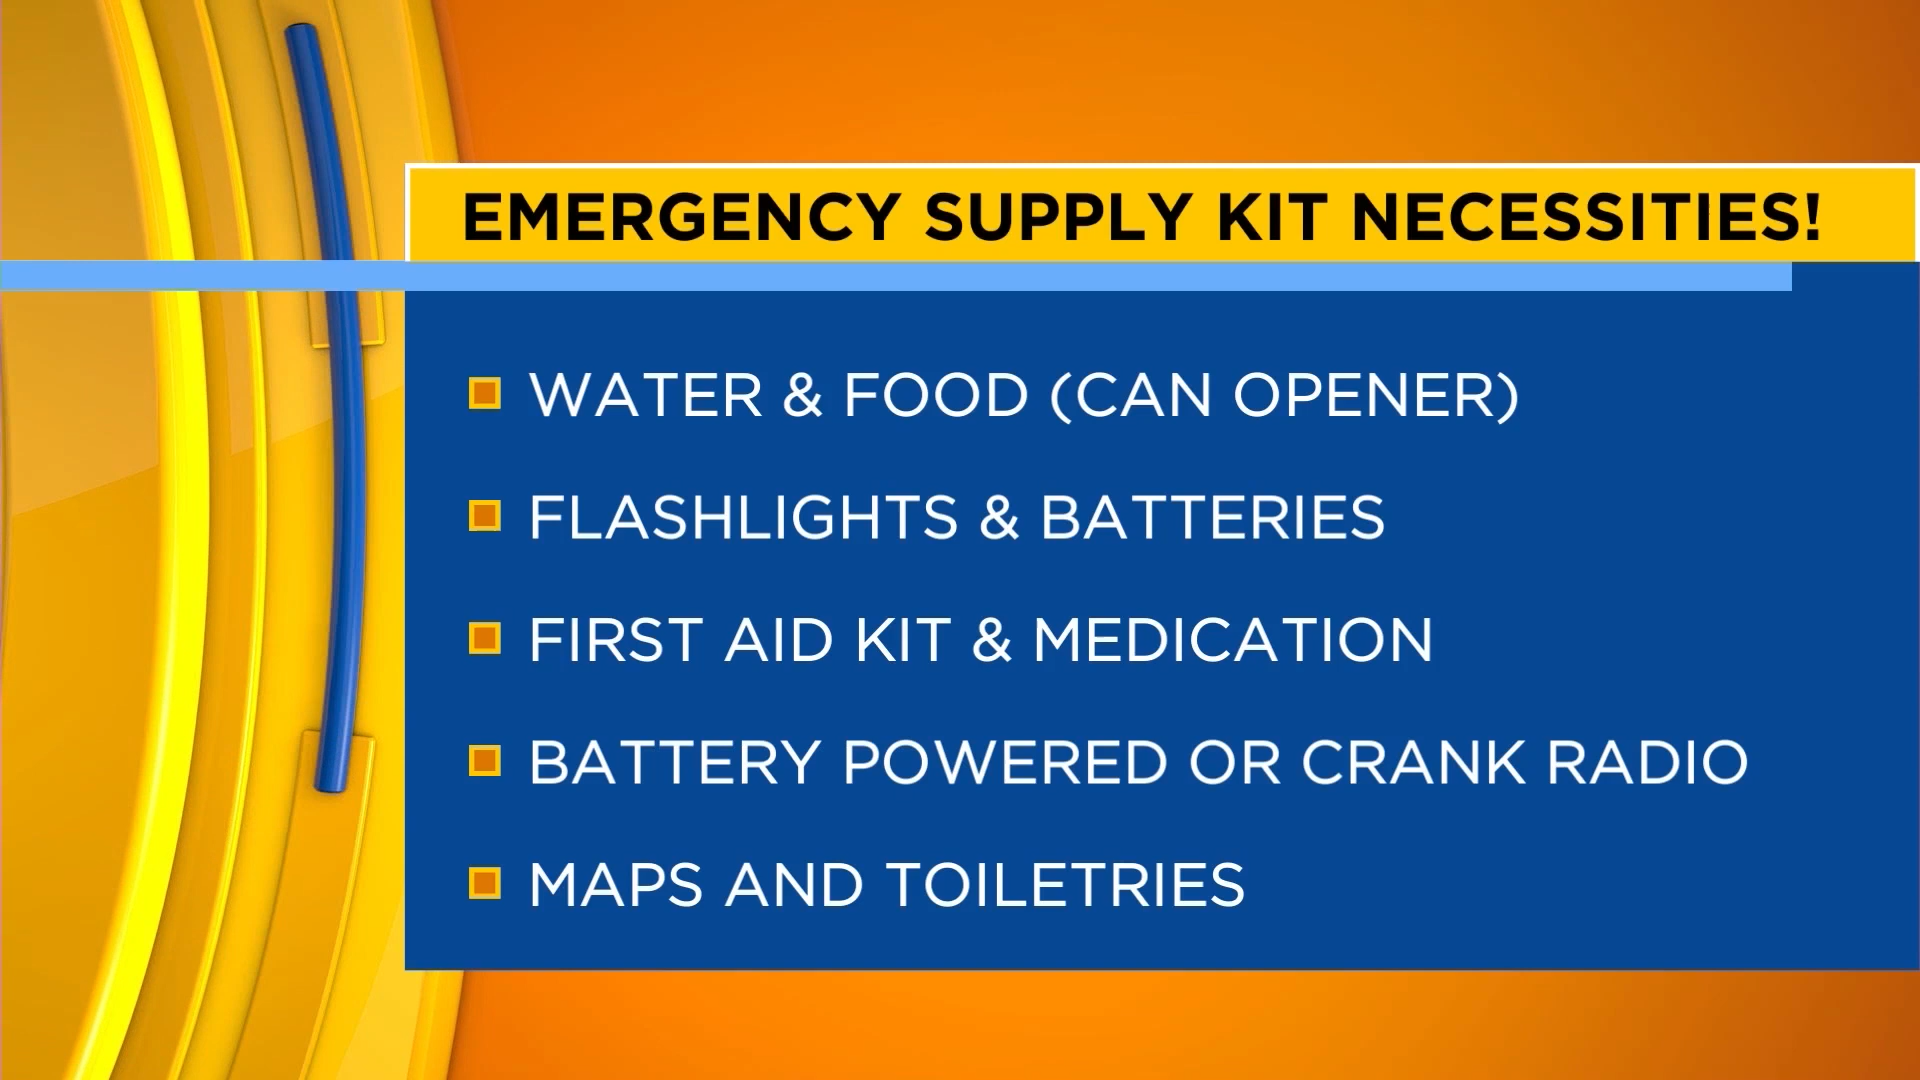 EMERGENCY SUPPLY KIT NECESSITIES!
WATER & FOOD (CAN OPENER)
FLASHLIGHTS & BATTERIES
FIRST AID KIT & MEDICATION
BATTERY POWERED OR CRANK RADIO
MAPS AND TOILETRIES